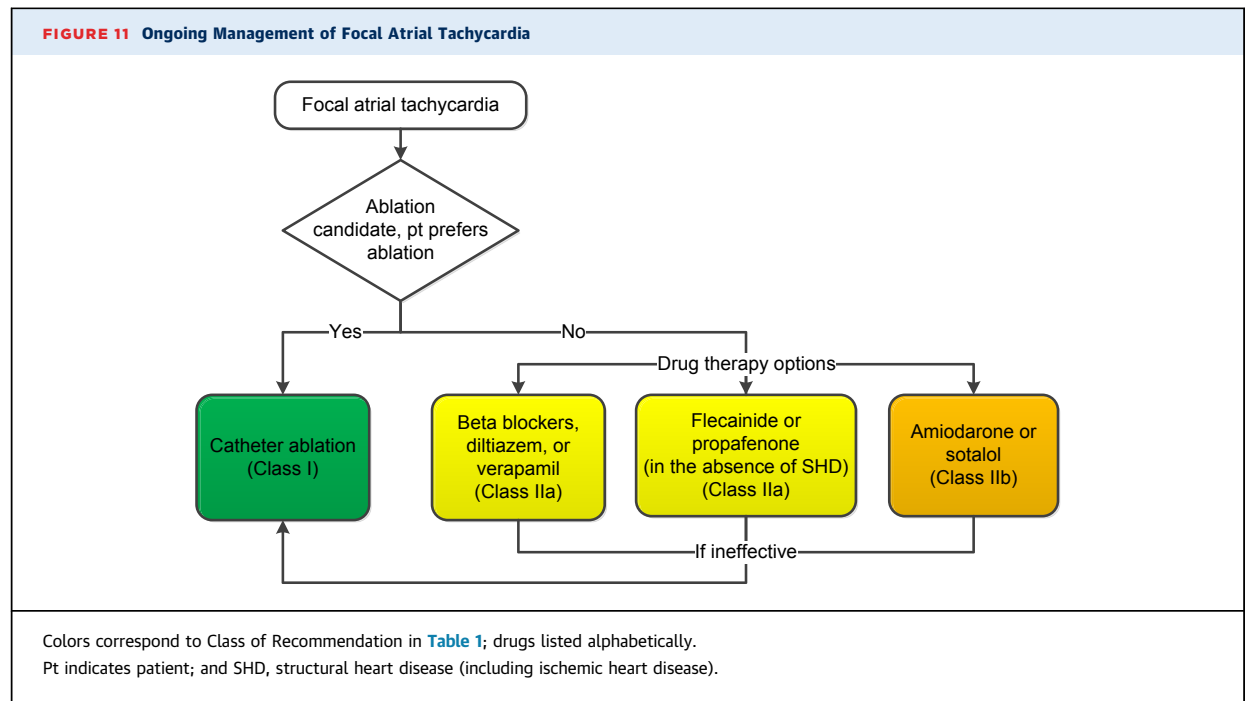 FIGURE 11 Ongoing Management of Focal Atrial Tachycardia
Focal atrial tachycardia
Ablation
candidate, pt prefers
ablation
Yes
No
Drug therapy options
Catheter ablation
(Class I)
Beta blockers,
diltiazem, or
verapamil
(Class IIa)
Flecainide or
propafenone
(in the absence of SHD)
(Class IIa)
Amiodarone or
sotalol
(Class IIb)
If ineffective
Colors correspond to Class of Recommendation in Table 1; drugs listed alphabetically.
Pt indicates patient; and SHD, structural heart disease (including ischemic heart disease).